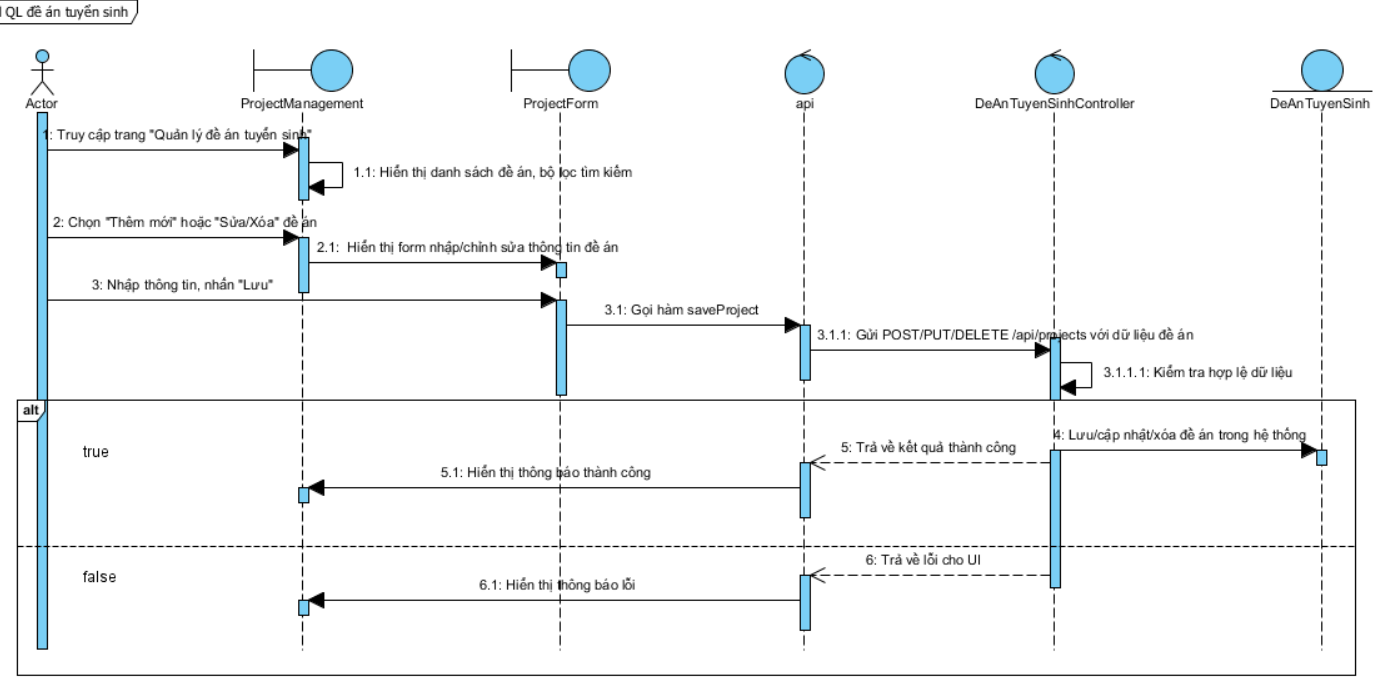 QL đề án tuyển sinh
Actor
ProjectManagement
ProjectForm
api
DeAnTuyenSinhController
DeAnTuyenSinh
1: Truy cập trang "Quản lý đề án tuyển sinh"
1.1: Hiển thị danh sách đề án, bộ lọc tìm kiếm
2: Chọn "Thêm mới" hoặc "Sửa/Xóa" đề án
2.1: Hiển thị form nhập/chỉnh sửa thông tin đề án
3: Nhập thông tin, nhấn "Lưu"
3.1: Gọi hàm saveProject
3.1.1: Gửi POST/PUT/DELETE /api/projects với dữ liệu đề án
3.1.1.1: Kiểm tra hợp lệ dữ liệu
alt
true
4: Lưu/cập nhật/xóa đề án trong hệ thống
5: Trả về kết quả thành công
5.1: Hiển thị thông báo thành công
false
6: Trả về lỗi cho UI
6.1: Hiển thị thông báo lỗi